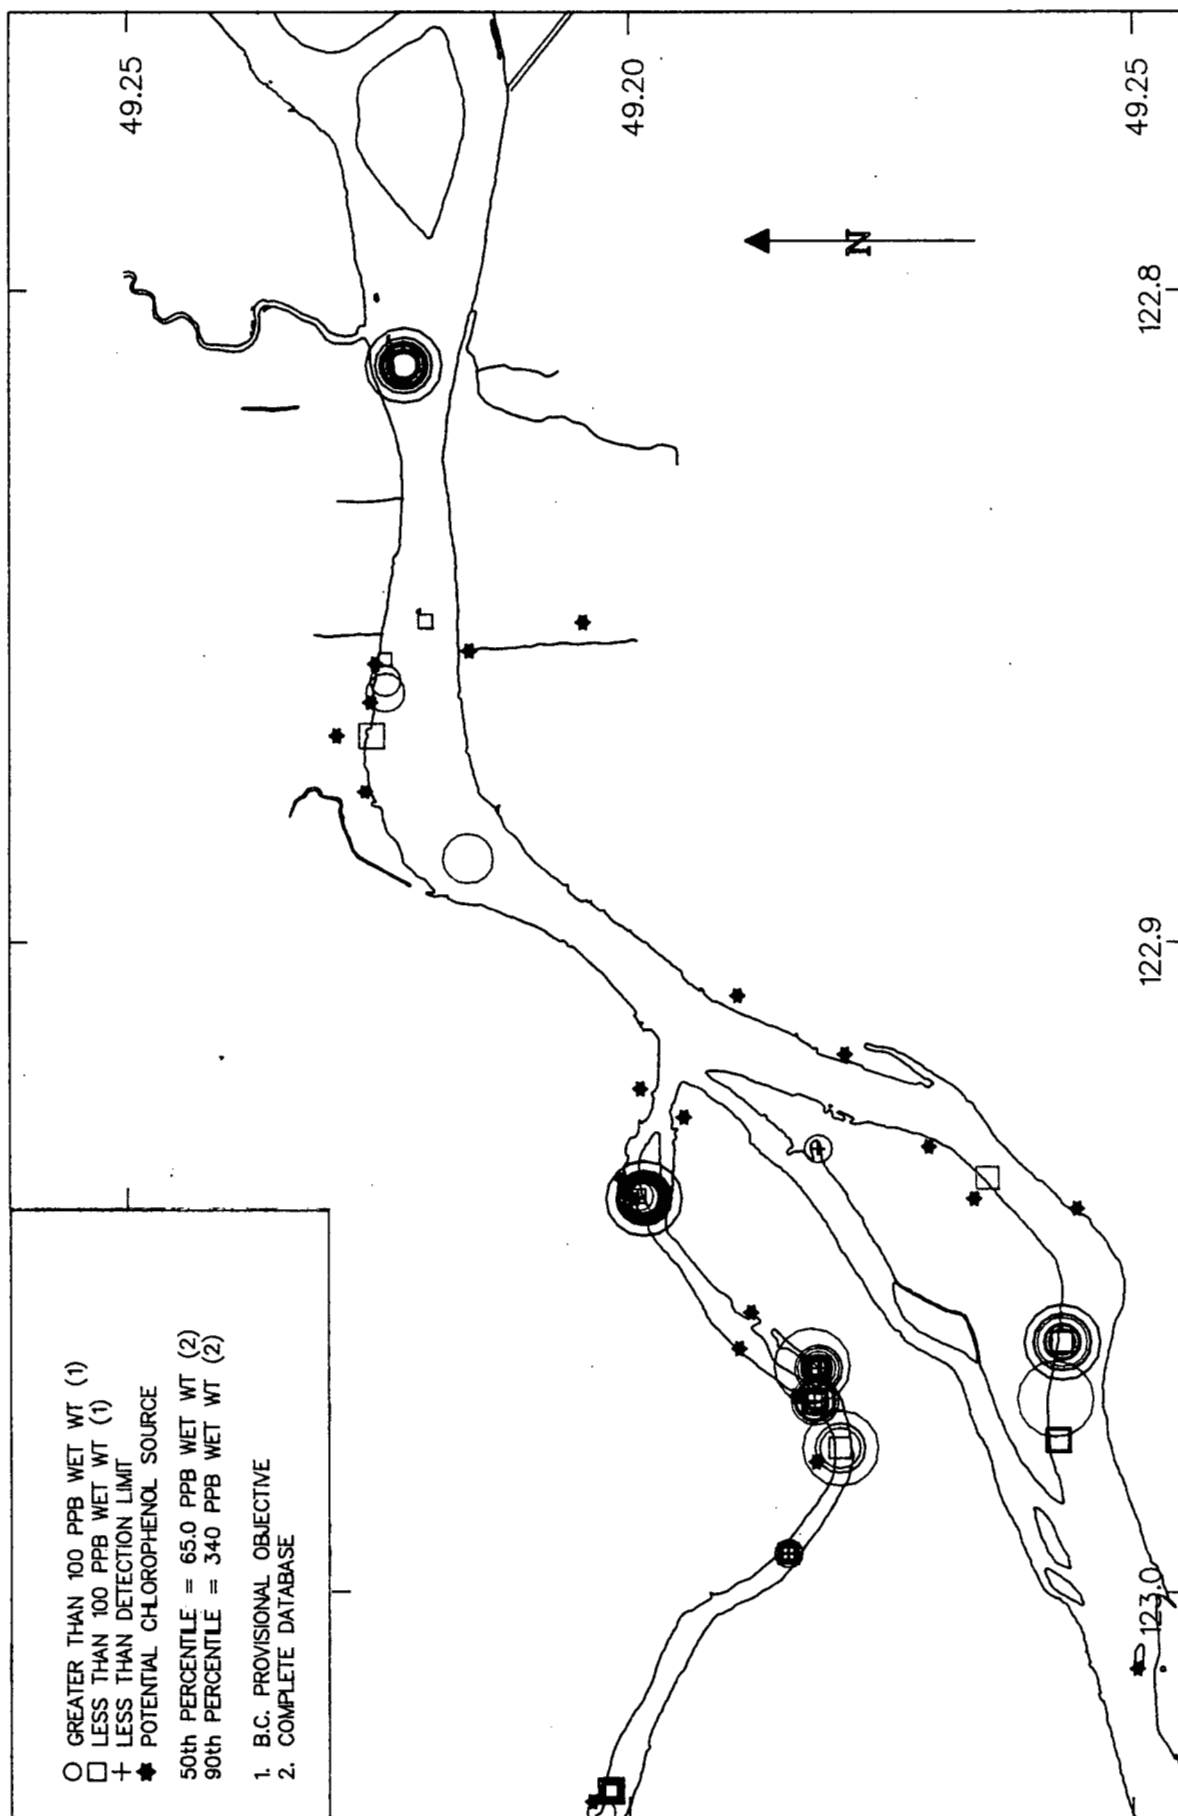 GREATER THAN 100 PPB WET WT (1)
LESS THAN 100 PPB WET WT (1)
LESS THAN DETECTION LIMIT
POTENTIAL CHLOROPHENOL SOURCE
50th PERCENTILE = 65.0 PPB WET WT (2)
90th PERCENTILE = 340 PPB WET WT (2)
1. B.C. PROVISIONAL OBJECTIVE
2. COMPLETE DATABASE
49.25
49.20
49.25
N
123.0
122.9
122.8